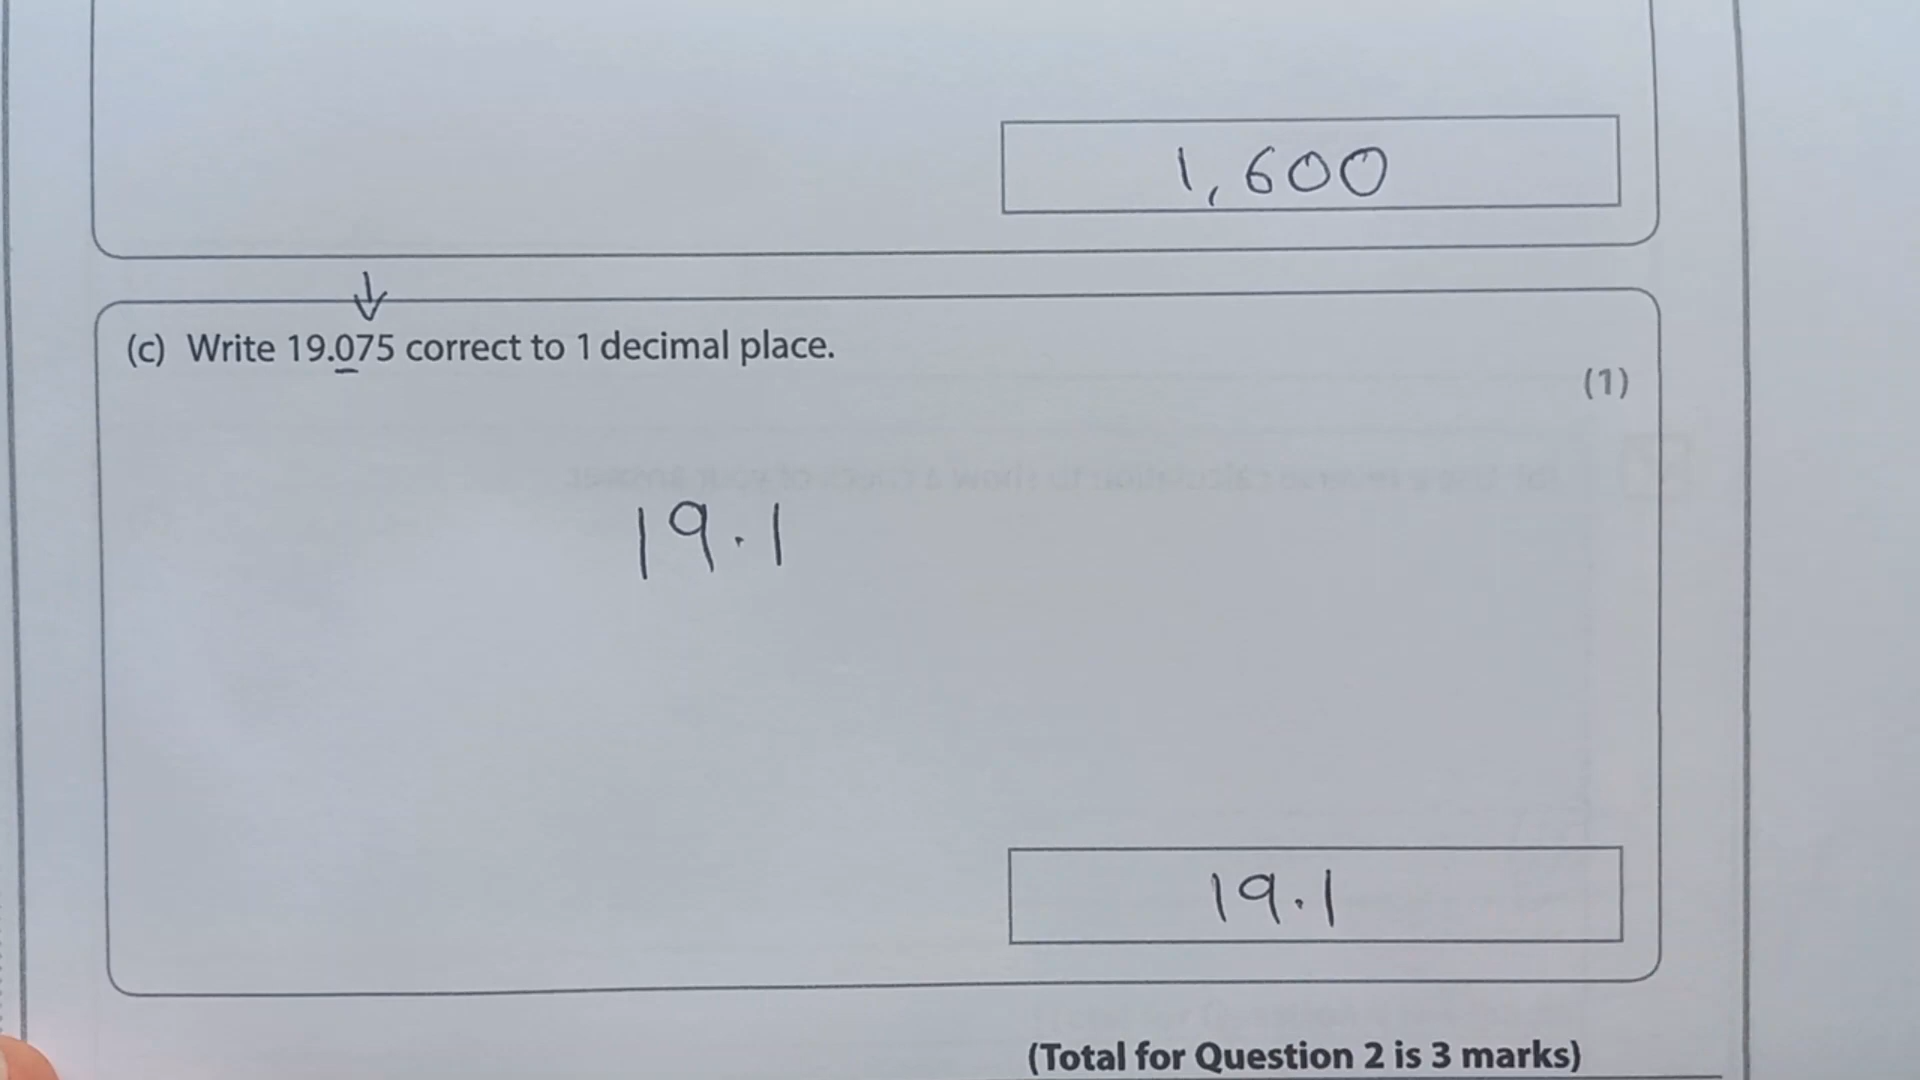 1,600
(c) Write 19.075 correct to 1 decimal place.
(1)
19.1
19.1
(Total for Question 2 is 3 marks)